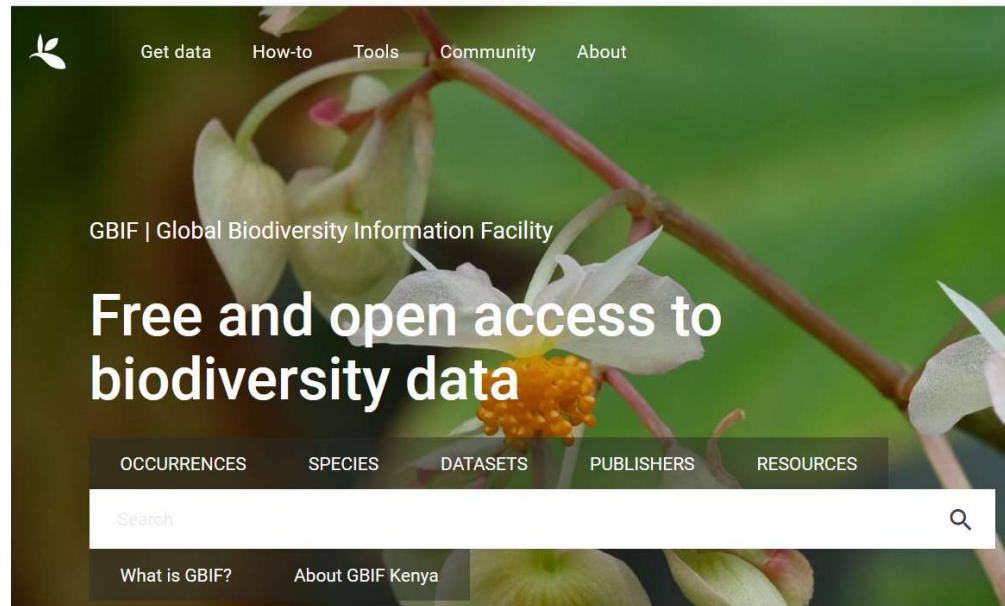 Get data How-to Tools Community About
GBIF | Global Biodiversity Information Facility
Free and open access to
biodiversity data
OCCURRENCES SPECIES DATASETS PUBLISHERS RESOURCES
Search
What is GBIF? About GBIF Kenya